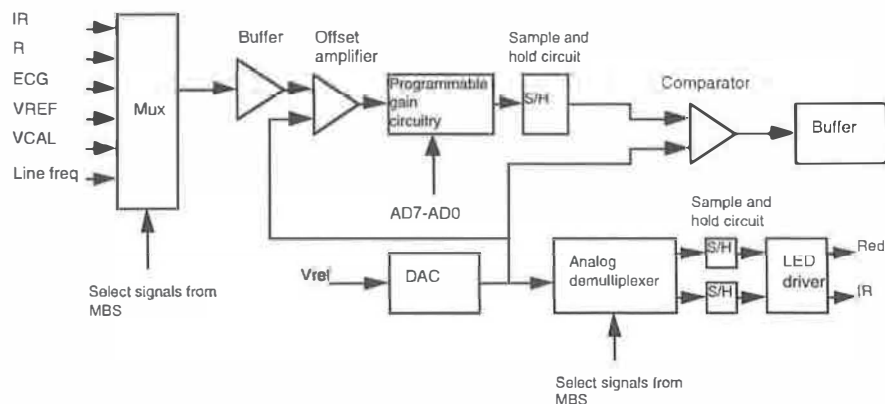 IR
R
ECG
VREF
VCAL
Line freq
Mux
Select signals from
MBS
Buffer
Offset
amplifier
Programmable
gain
circuitry
AD7-AD0
Sample and
hold circuit
S/H
Comparator
Buffer
Vref
DAC
Analog
demultiplexer
Select signals from
MBS
Sample and
hold circuit
S/H
S/H
LED
driver
Red
IR